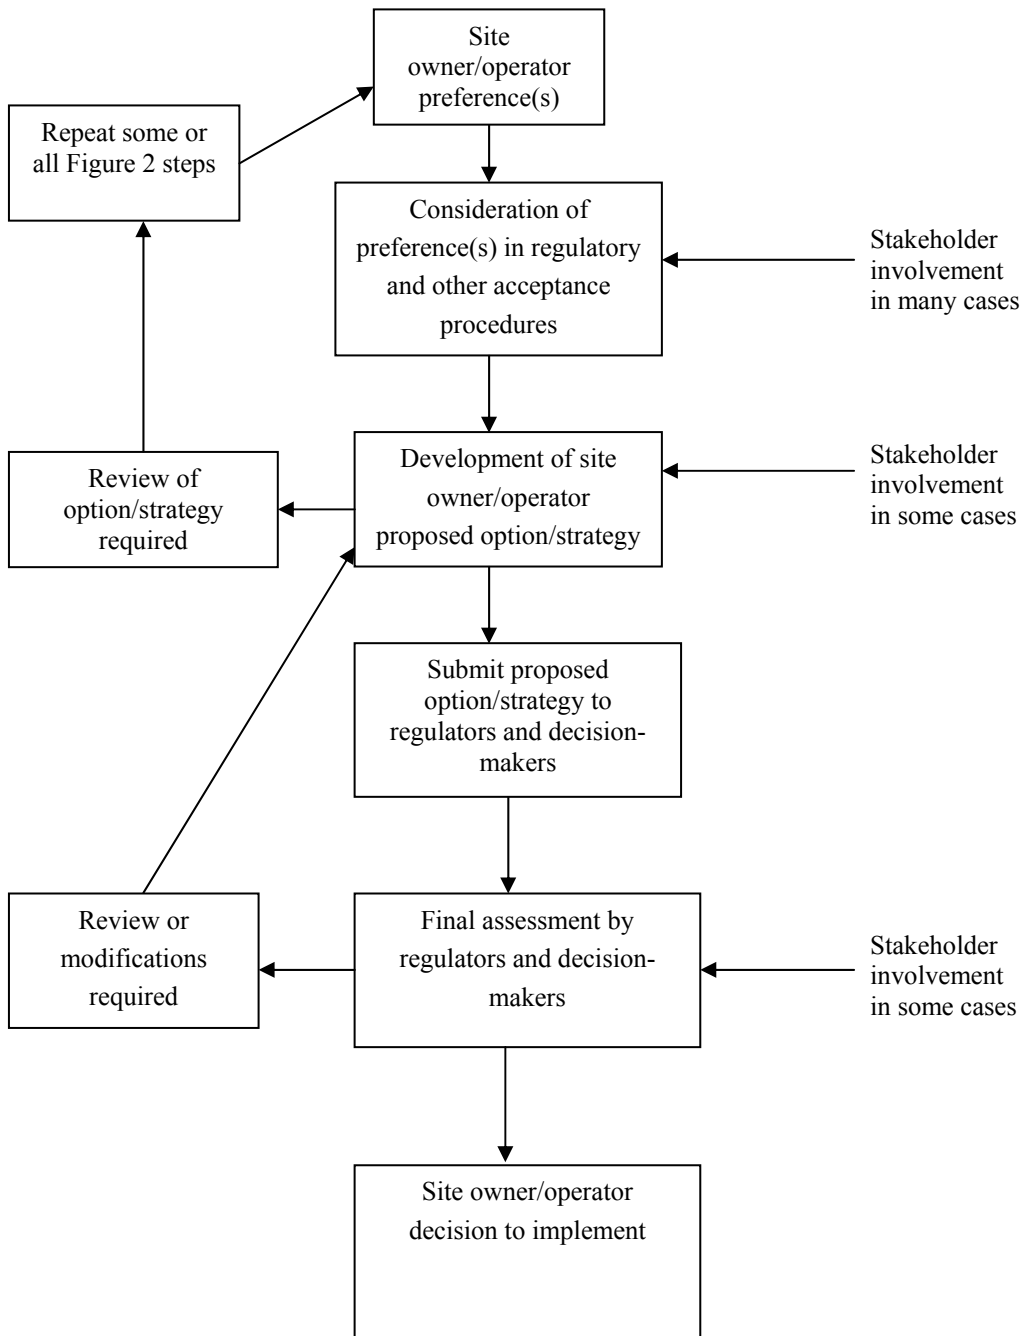 Site
owner/operator
preference(s)
Repeat some or
all Figure 2 steps
Consideration of
preference(s) in regulatory
and other acceptance
procedures
Stakeholder
involvement
in many cases
Review of
option/strategy
required
Development of site
owner/operator
proposed option/strategy
Stakeholder
involvement
in some cases
Submit proposed
option/strategy to
regulators and decision-
makers
Review or
modifications
required
Final assessment by
regulators and decision-
makers
Stakeholder
involvement
in some cases
Site owner/operator
decision to implement